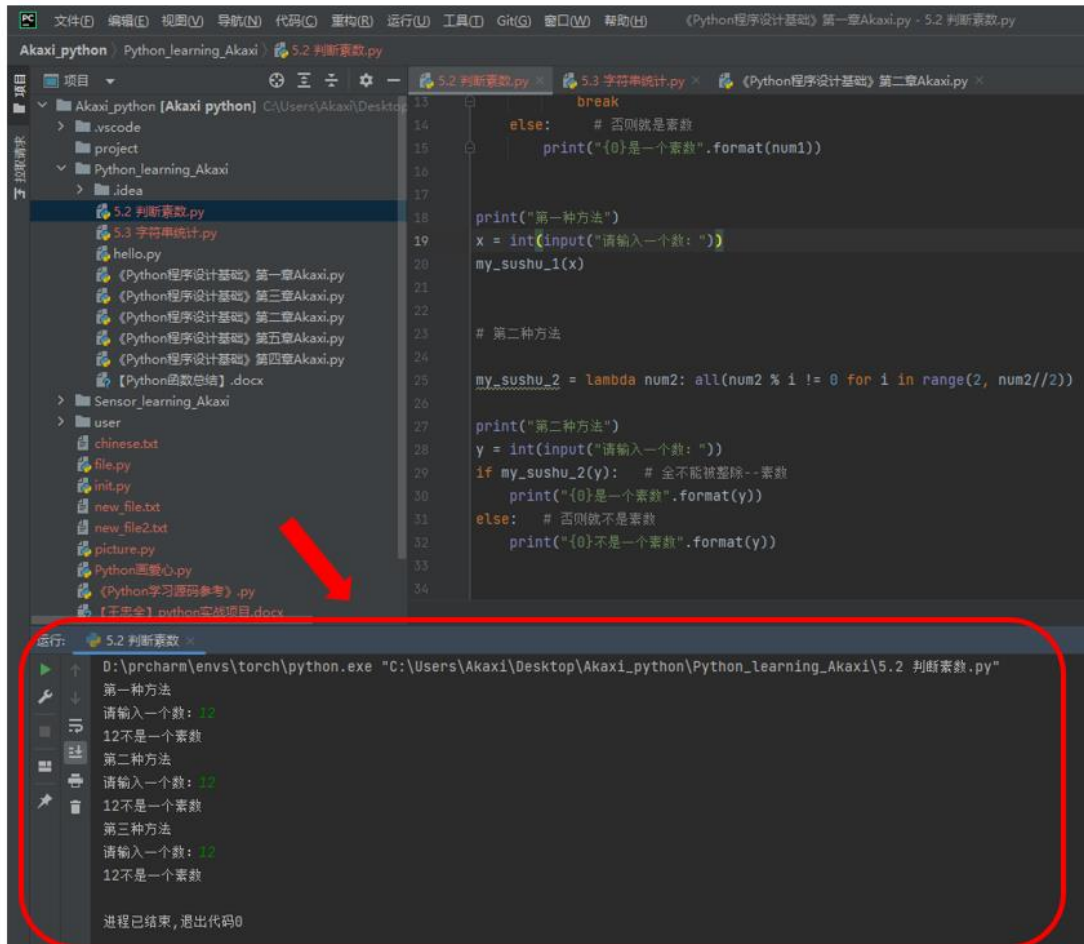 PC 文件(F) 编辑(E) 视图(V) 导航(N) 代码(C) 重构(R) 运行(U) 工具(T) Git(G) 窗口(W) 帮助(H) 《Python程序设计基础》第一章Akaxi.py - 5.2 判断素数.py
Akaxi_python Python_learning_Akaxi 5.2 判断素数.py
项目
拉取请求
项目
5.2 判断素数.py 5.3 字符串统计.py 《Python程序设计基础》第二章Akaxi.py
Akaxi_python [Akaxi python] C:\Users\Akaxi\Desktop
.vscode
project
Python_learning_Akaxi
.idea
5.2 判断素数.py
5.3 字符串统计.py
hello.py
《Python程序设计基础》第一章Akaxi.py
《Python程序设计基础》第三章Akaxi.py
《Python程序设计基础》第二章Akaxi.py
《Python程序设计基础》第五章Akaxi.py
《Python程序设计基础》第四章Akaxi.py
【Python函数总结】.docx
Sensor_learning_Akaxi
user
chinese.txt
file.py
init.py
new_file.txt
new_file2.txt
picture.py
Python画爱心.py
《Python学习源码参考》.py
【王忠全】python实战项目.docx
13 break
14 else: # 否则就是素数
15 print("{0}是一个素数".format(num1))
16
17
18 print("第一种方法")
19 x = int(input("请输入一个数: "))
20 my_sushu_1(x)
21
22
23 # 第二种方法
24
25 my_sushu_2 = lambda num2: all(num2 % i != 0 for i in range(2, num2//2))
26
27 print("第二种方法")
28 y = int(input("请输入一个数: "))
29 if my_sushu_2(y): # 全不能被整除--素数
30 print("{0}是一个素数".format(y))
31 else: # 否则就不是素数
32 print("{0}不是一个素数".format(y))
33
34
运行: 5.2 判断素数
D:\prcharm\envs\torch\python.exe "C:\Users\Akaxi\Desktop\Akaxi_python\Python_learning_Akaxi\5.2 判断素数.py"
第一种方法
请输入一个数: 12
12不是一个素数
第二种方法
请输入一个数: 12
12不是一个素数
第三种方法
请输入一个数: 12
12不是一个素数
进程已结束,退出代码0